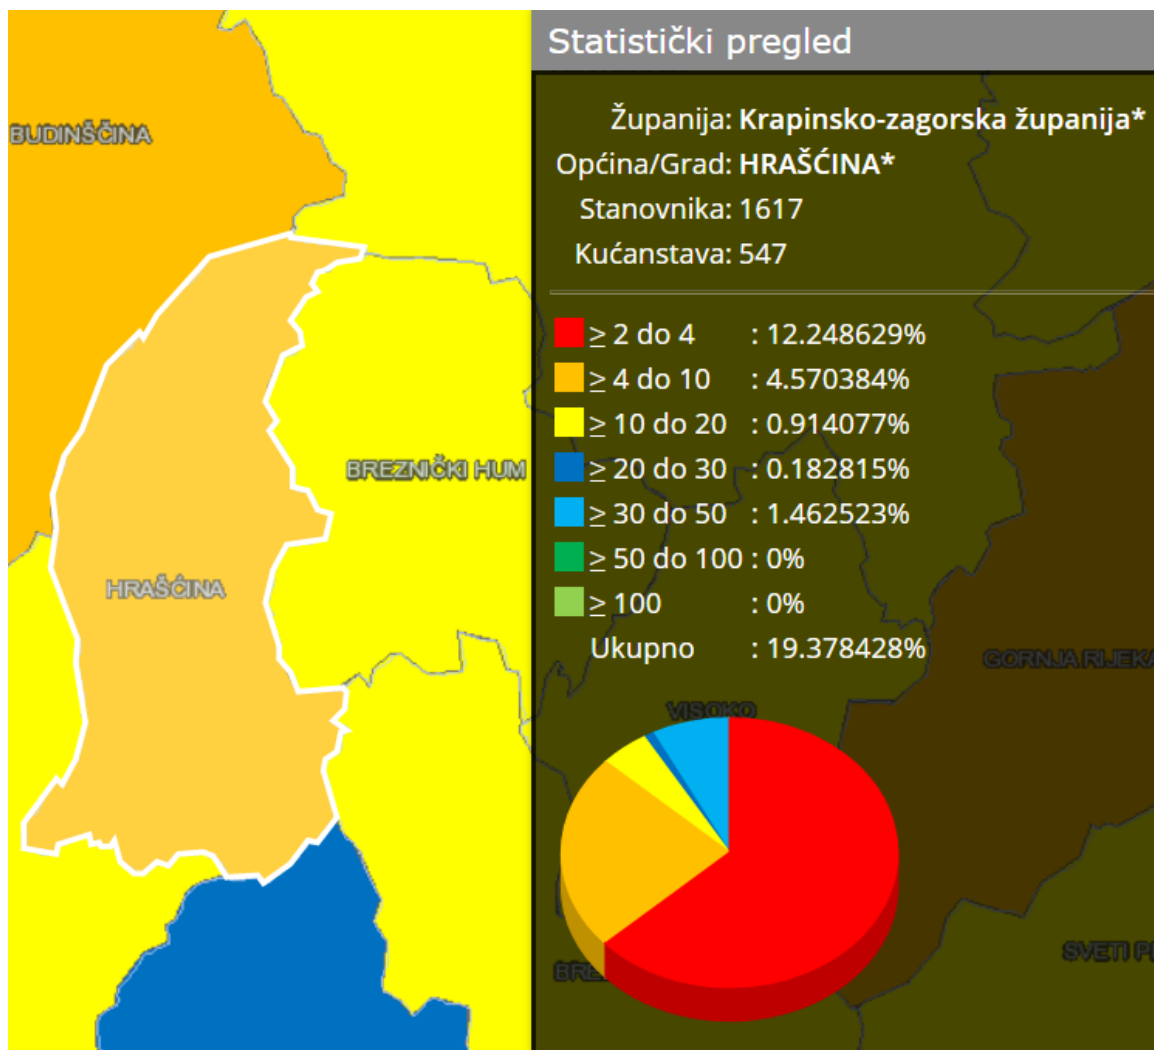 Statistički pregled
BUDINŠČINA
Županija: Krapinsko-zagorska županija*
Općina/Grad: HRAŠĆINA*
Stanovnika: 1617
Kućanstava: 547
≥ 2 do 4 : 12.248629%
≥ 4 do 10 : 4.570384%
≥ 10 do 20 : 0.914077%
BREZNIČKI HUM
≥ 20 do 30 : 0.182815%
≥ 30 do 50 : 1.462523%
≥ 50 do 100 : 0%
HRAŠĆINA
≥ 100 : 0%
Ukupno : 19.378428%
GORNJA RIJEKA
VISOKO
SVETI